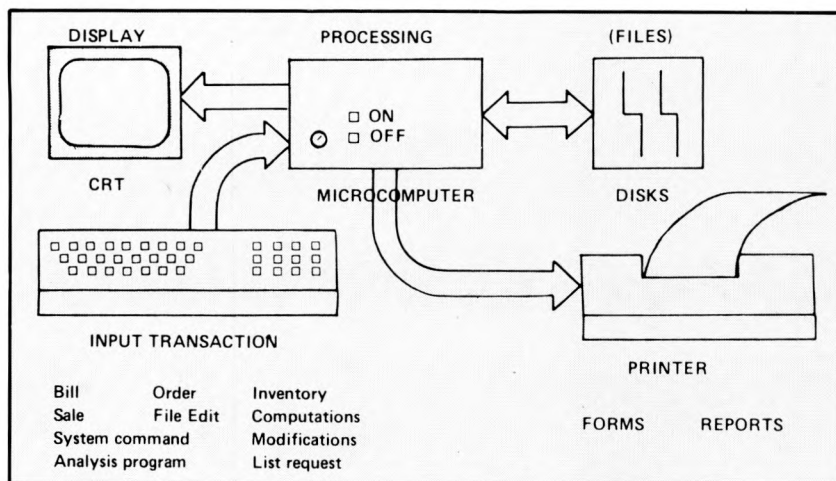 DISPLAY PROCESSING (FILES)
ON
OFF
CRT MICROCOMPUTER DISKS
INPUT TRANSACTION
PRINTER
Bill Order Inventory
Sale File Edit Computations
System command Modifications
Analysis program List request
FORMS REPORTS